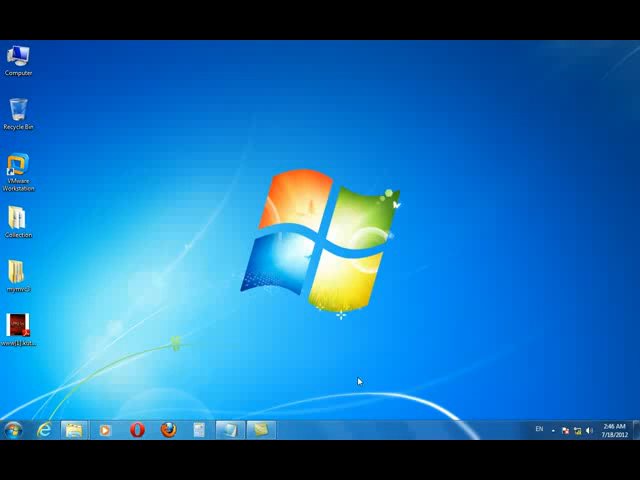 Computer
Recycle Bin
VMware
Workstation
Collection
EN
2:46 AM
7/18/2012